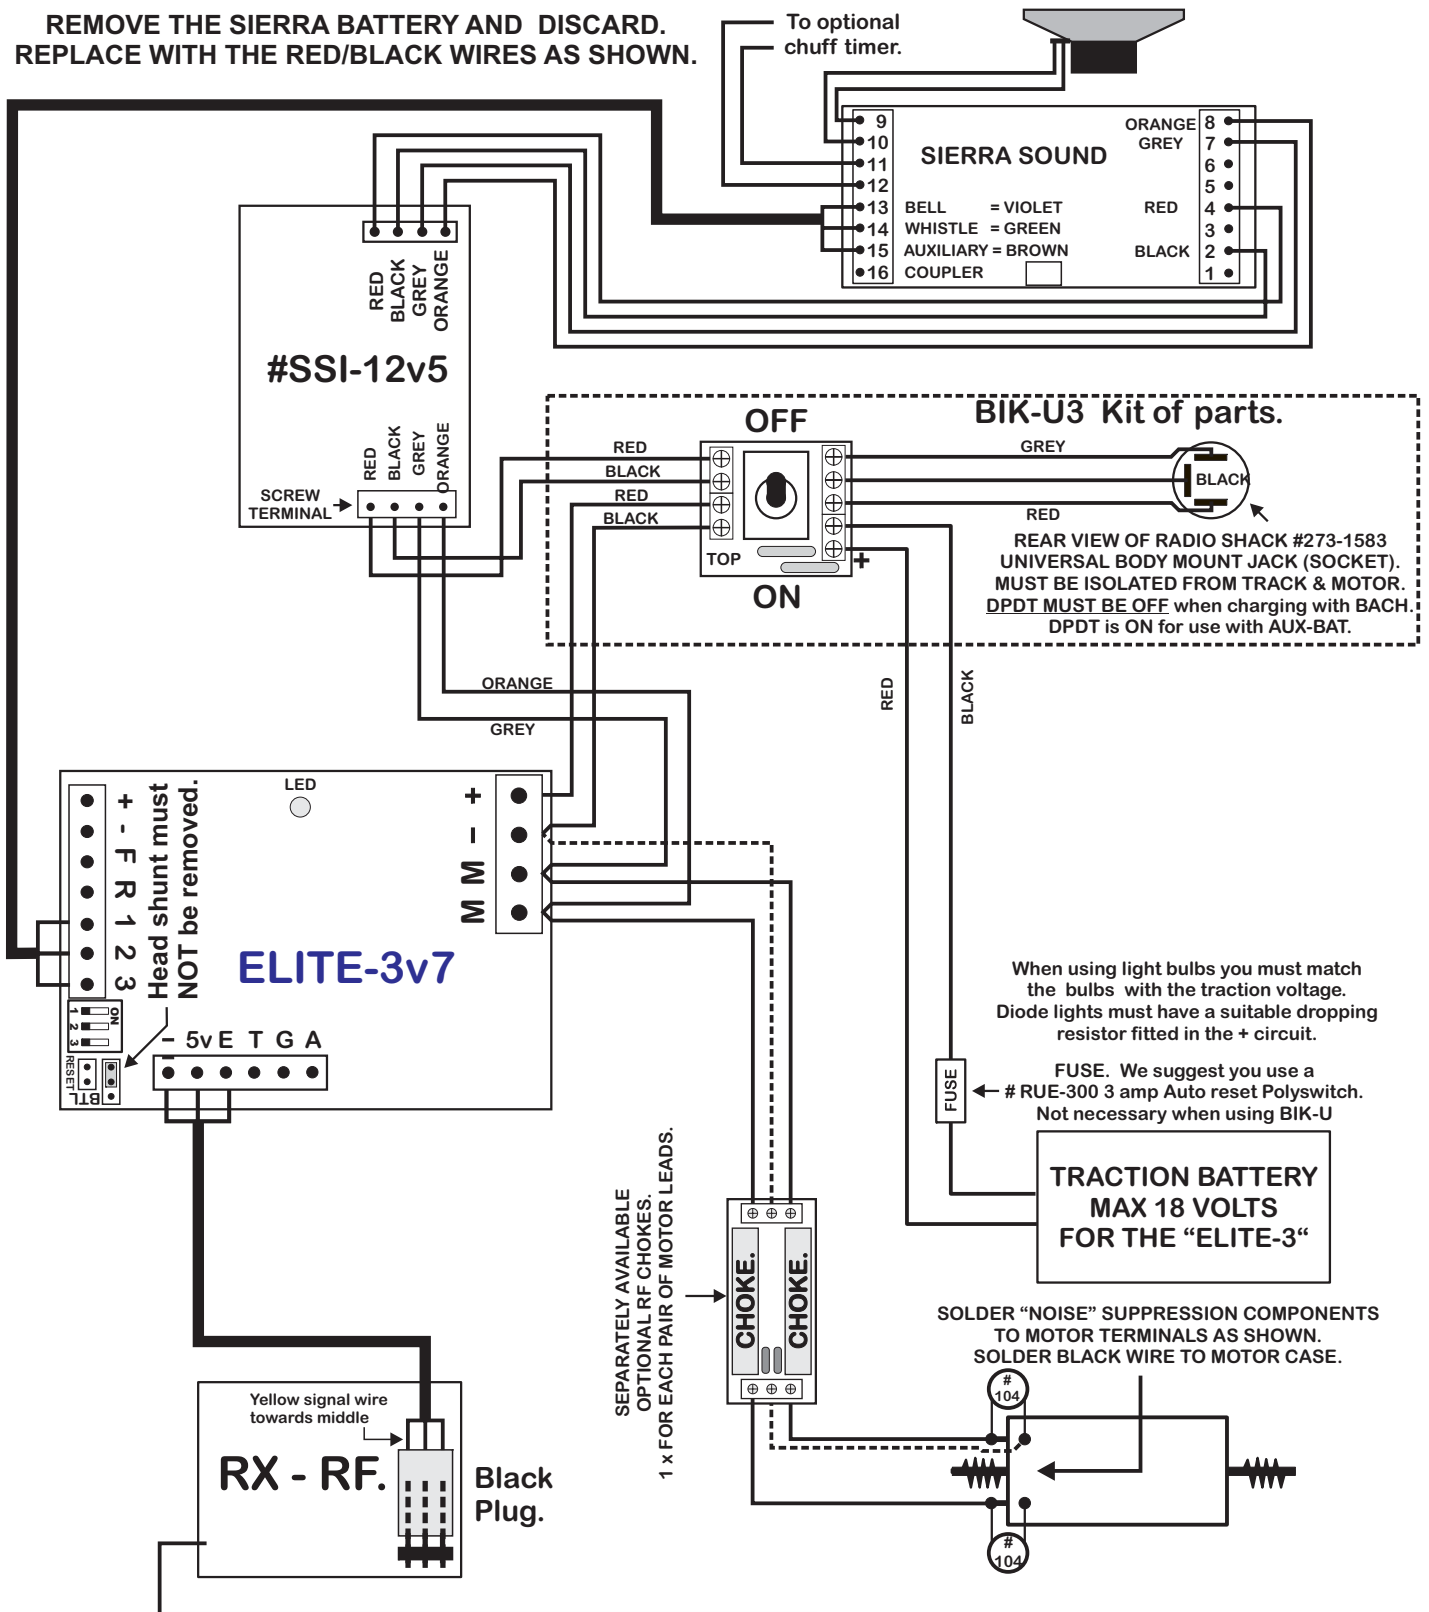 REMOVE THE SIERRA BATTERY AND DISCARD.
REPLACE WITH THE RED/BLACK WIRES AS SHOWN.
To optional
chuff timer.
9
10
11
12
13
14
15
16
SIERRA SOUND
BELL = VIOLET
WHISTLE = GREEN
AUXILIARY = BROWN
COUPLER
ORANGE 8
GREY 7
6
5
RED 4
3
BLACK 2
1
RED
BLACK
GREY
ORANGE
#SSI-12v5
RED
BLACK
GREY
ORANGE
SCREW
TERMINAL
BIK-U3 Kit of parts.
OFF
RED
BLACK
RED
BLACK
TOP
+
ON
GREY
BLACK
RED
REAR VIEW OF RADIO SHACK #273-1583
UNIVERSAL BODY MOUNT JACK (SOCKET).
MUST BE ISOLATED FROM TRACK & MOTOR.
DPDT MUST BE OFF when charging with BACH.
DPDT is ON for use with AUX-BAT.
RED
BLACK
ORANGE
GREY
LED
+ - F R 1 2 3
Head shunt must
NOT be removed.
+
-
M
M
ELITE-3v7
ON
1
2
3
RESET
BTL
- 5v E T G A
When using light bulbs you must match
the bulbs with the traction voltage.
Diode lights must have a suitable dropping
resistor fitted in the + circuit.
FUSE
FUSE. We suggest you use a
# RUE-300 3 amp Auto reset Polyswitch.
Not necessary when using BIK-U
TRACTION BATTERY
MAX 18 VOLTS
FOR THE “ELITE-3“
SEPARATELY AVAILABLE
OPTIONAL RF CHOKES.
1 x FOR EACH PAIR OF MOTOR LEADS.
CHOKE.
CHOKE.
SOLDER “NOISE” SUPPRESSION COMPONENTS
TO MOTOR TERMINALS AS SHOWN.
SOLDER BLACK WIRE TO MOTOR CASE.
#
104
#
104
Yellow signal wire
towards middle
RX - RF.
Black
Plug.